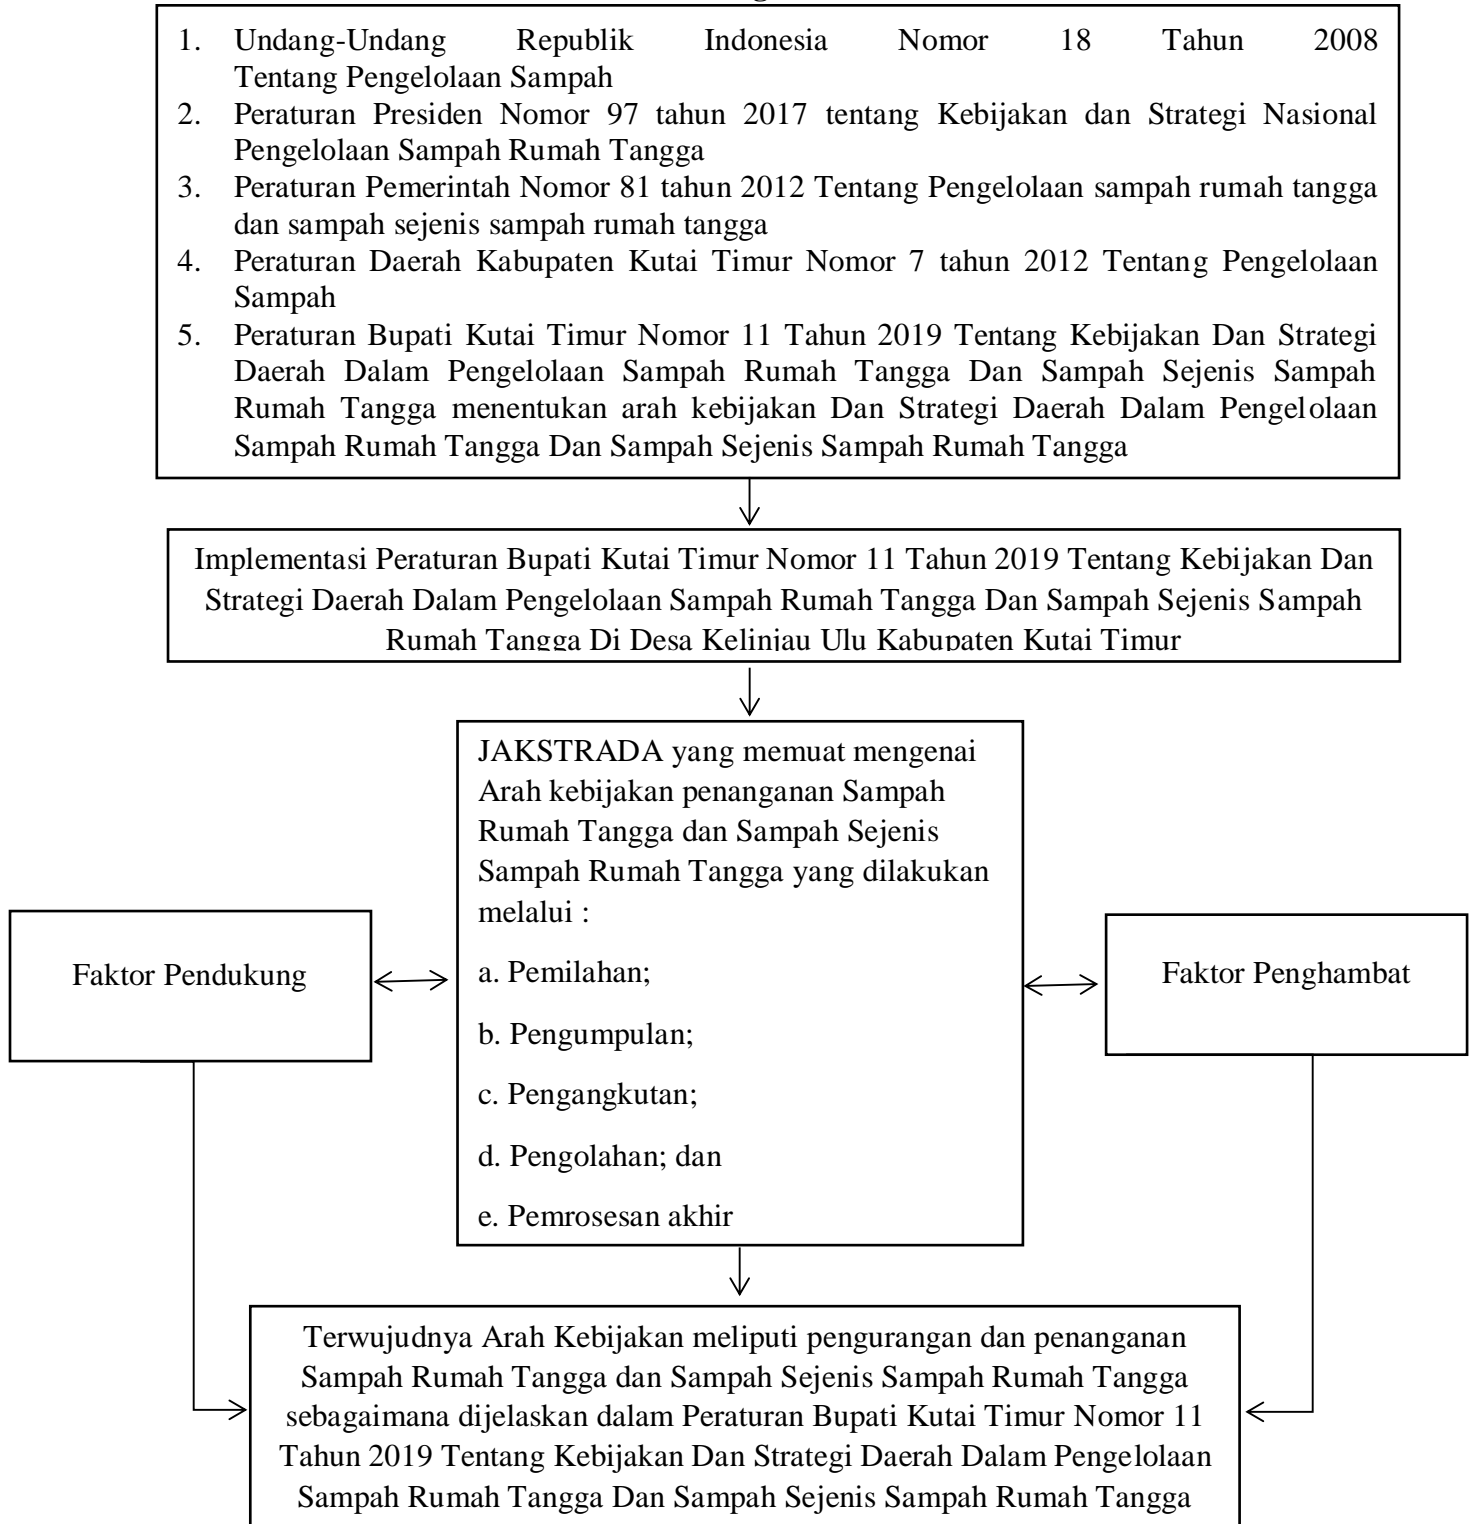 1. Undang-Undang Republik Indonesia Nomor 18 Tahun 2008
Tentang Pengelolaan Sampah
2. Peraturan Presiden Nomor 97 tahun 2017 tentang Kebijakan dan Strategi Nasional
Pengelolaan Sampah Rumah Tangga
3. Peraturan Pemerintah Nomor 81 tahun 2012 Tentang Pengelolaan sampah rumah tangga
dan sampah sejenis sampah rumah tangga
4. Peraturan Daerah Kabupaten Kutai Timur Nomor 7 tahun 2012 Tentang Pengelolaan
Sampah
5. Peraturan Bupati Kutai Timur Nomor 11 Tahun 2019 Tentang Kebijakan Dan Strategi
Daerah Dalam Pengelolaan Sampah Rumah Tangga Dan Sampah Sejenis Sampah
Rumah Tangga menentukan arah kebijakan Dan Strategi Daerah Dalam Pengelolaan
Sampah Rumah Tangga Dan Sampah Sejenis Sampah Rumah Tangga
Implementasi Peraturan Bupati Kutai Timur Nomor 11 Tahun 2019 Tentang Kebijakan Dan
Strategi Daerah Dalam Pengelolaan Sampah Rumah Tangga Dan Sampah Sejenis Sampah
Rumah Tangga Di Desa Kelinjau Ulu Kabupaten Kutai Timur
JAKSTRADA yang memuat mengenai
Arah kebijakan penanganan Sampah
Rumah Tangga dan Sampah Sejenis
Sampah Rumah Tangga yang dilakukan
melalui :
a. Pemilahan;
b. Pengumpulan;
c. Pengangkutan;
d. Pengolahan; dan
e. Pemrosesan akhir
Faktor Pendukung
Faktor Penghambat
Terwujudnya Arah Kebijakan meliputi pengurangan dan penanganan
Sampah Rumah Tangga dan Sampah Sejenis Sampah Rumah Tangga
sebagaimana dijelaskan dalam Peraturan Bupati Kutai Timur Nomor 11
Tahun 2019 Tentang Kebijakan Dan Strategi Daerah Dalam Pengelolaan
Sampah Rumah Tangga Dan Sampah Sejenis Sampah Rumah Tangga